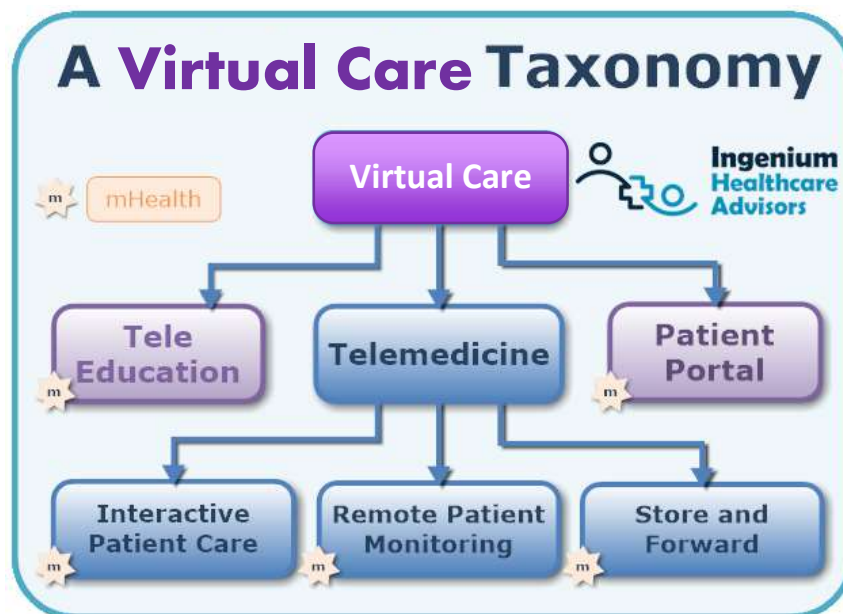 A Virtual Care Taxonomy
m
mHealth
Virtual Care
Ingenium
Healthcare
Advisors
Tele
Education
m
Telemedicine
Patient
Portal
m
Interactive
Patient Care
m
Remote Patient
Monitoring
m
Store and
Forward
m